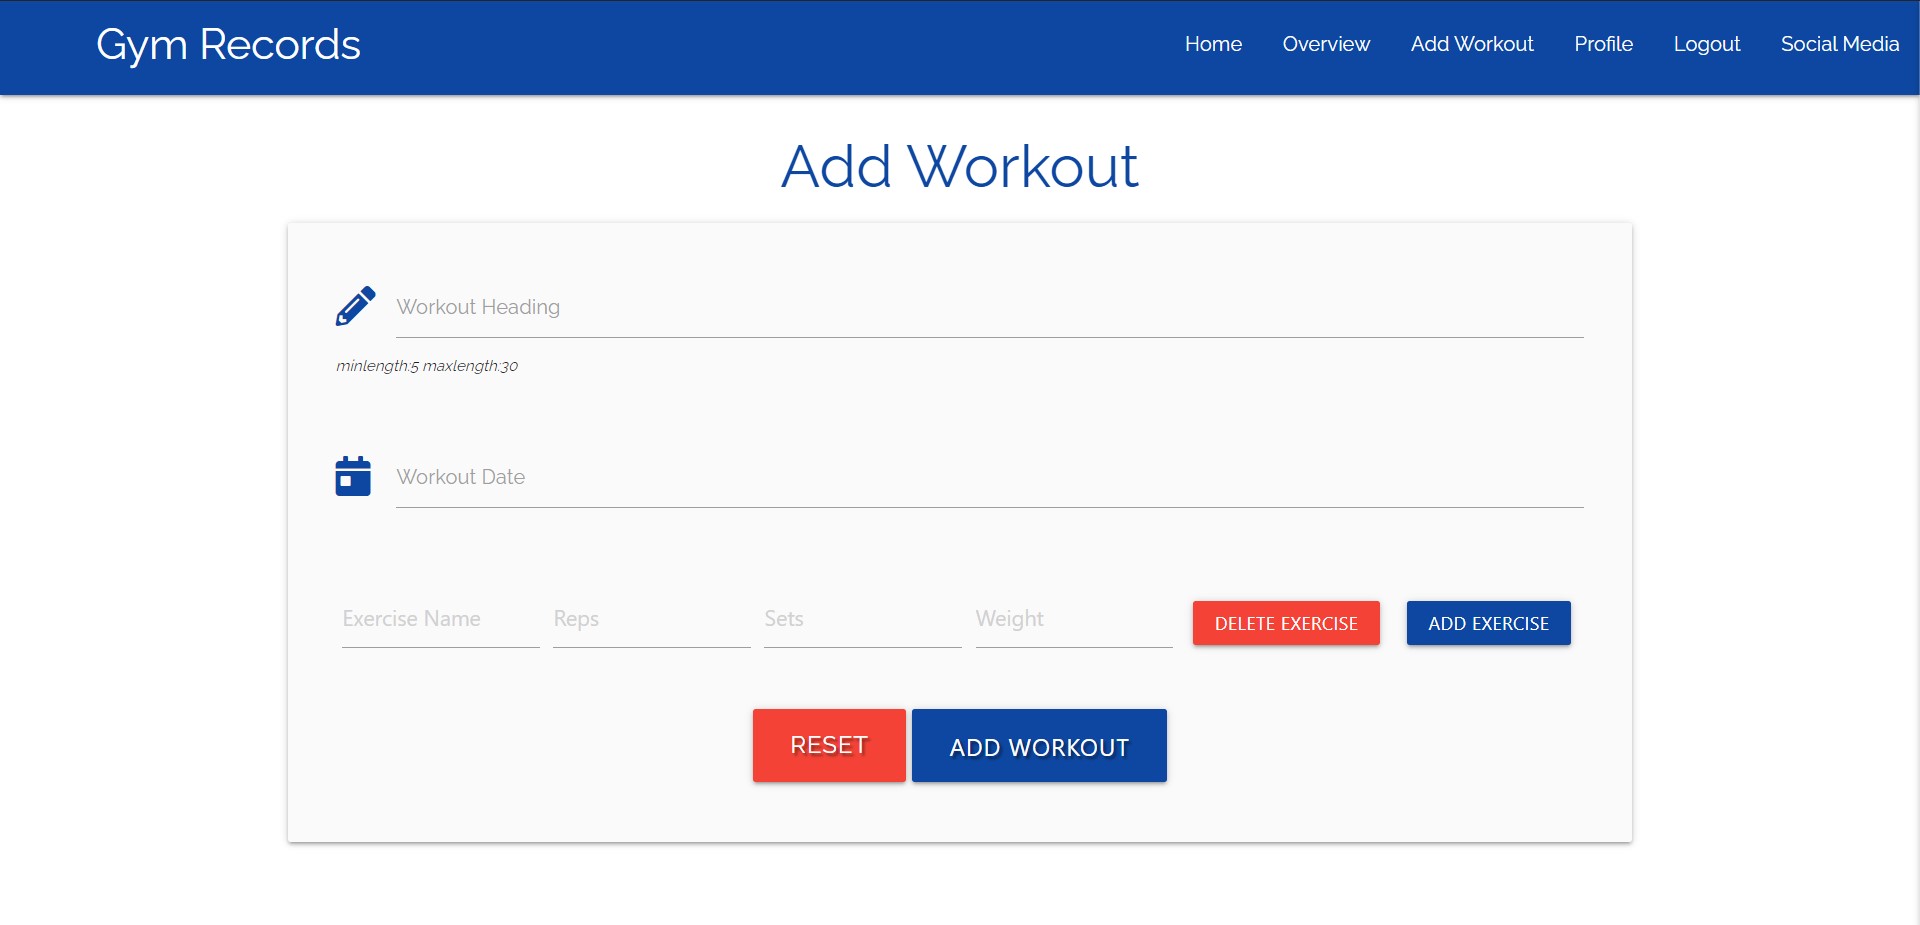 Gym Records Home Overview Add Workout Profile Logout Social Media
Add Workout
Workout Heading
minlength:5 maxlength:30
Workout Date
Exercise Name Reps Sets Weight DELETE EXERCISE ADD EXERCISE
RESET ADD WORKOUT